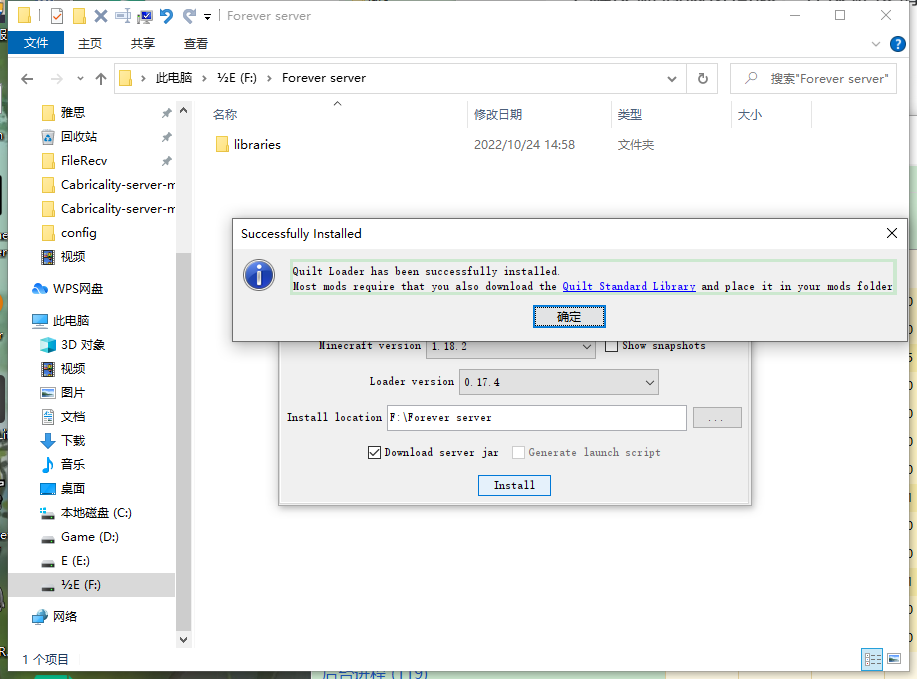 Forever server
文件
主页
共享
查看
此电脑
½E (F:)
Forever server
搜索"Forever server"
名称
修改日期
类型
大小
libraries
2022/10/24 14:58
文件夹
雅思
回收站
FileRecv
Cabricality-server-m
Cabricality-server-m
config
视频
WPS网盘
此电脑
3D 对象
视频
图片
文档
下载
音乐
桌面
本地磁盘 (C:)
Game (D:)
E (E:)
½E (F:)
网络
Successfully Installed
Quilt Loader has been successfully installed.
Most mods require that you also download the Quilt Standard Library and place it in your mods folder
确定
Minecraft version
1.18.2
Show snapshots
Loader version
0.17.4
Install location
F:\Forever server
...
Download server jar
Generate launch script
Install
1 个项目
后台进程 (119)